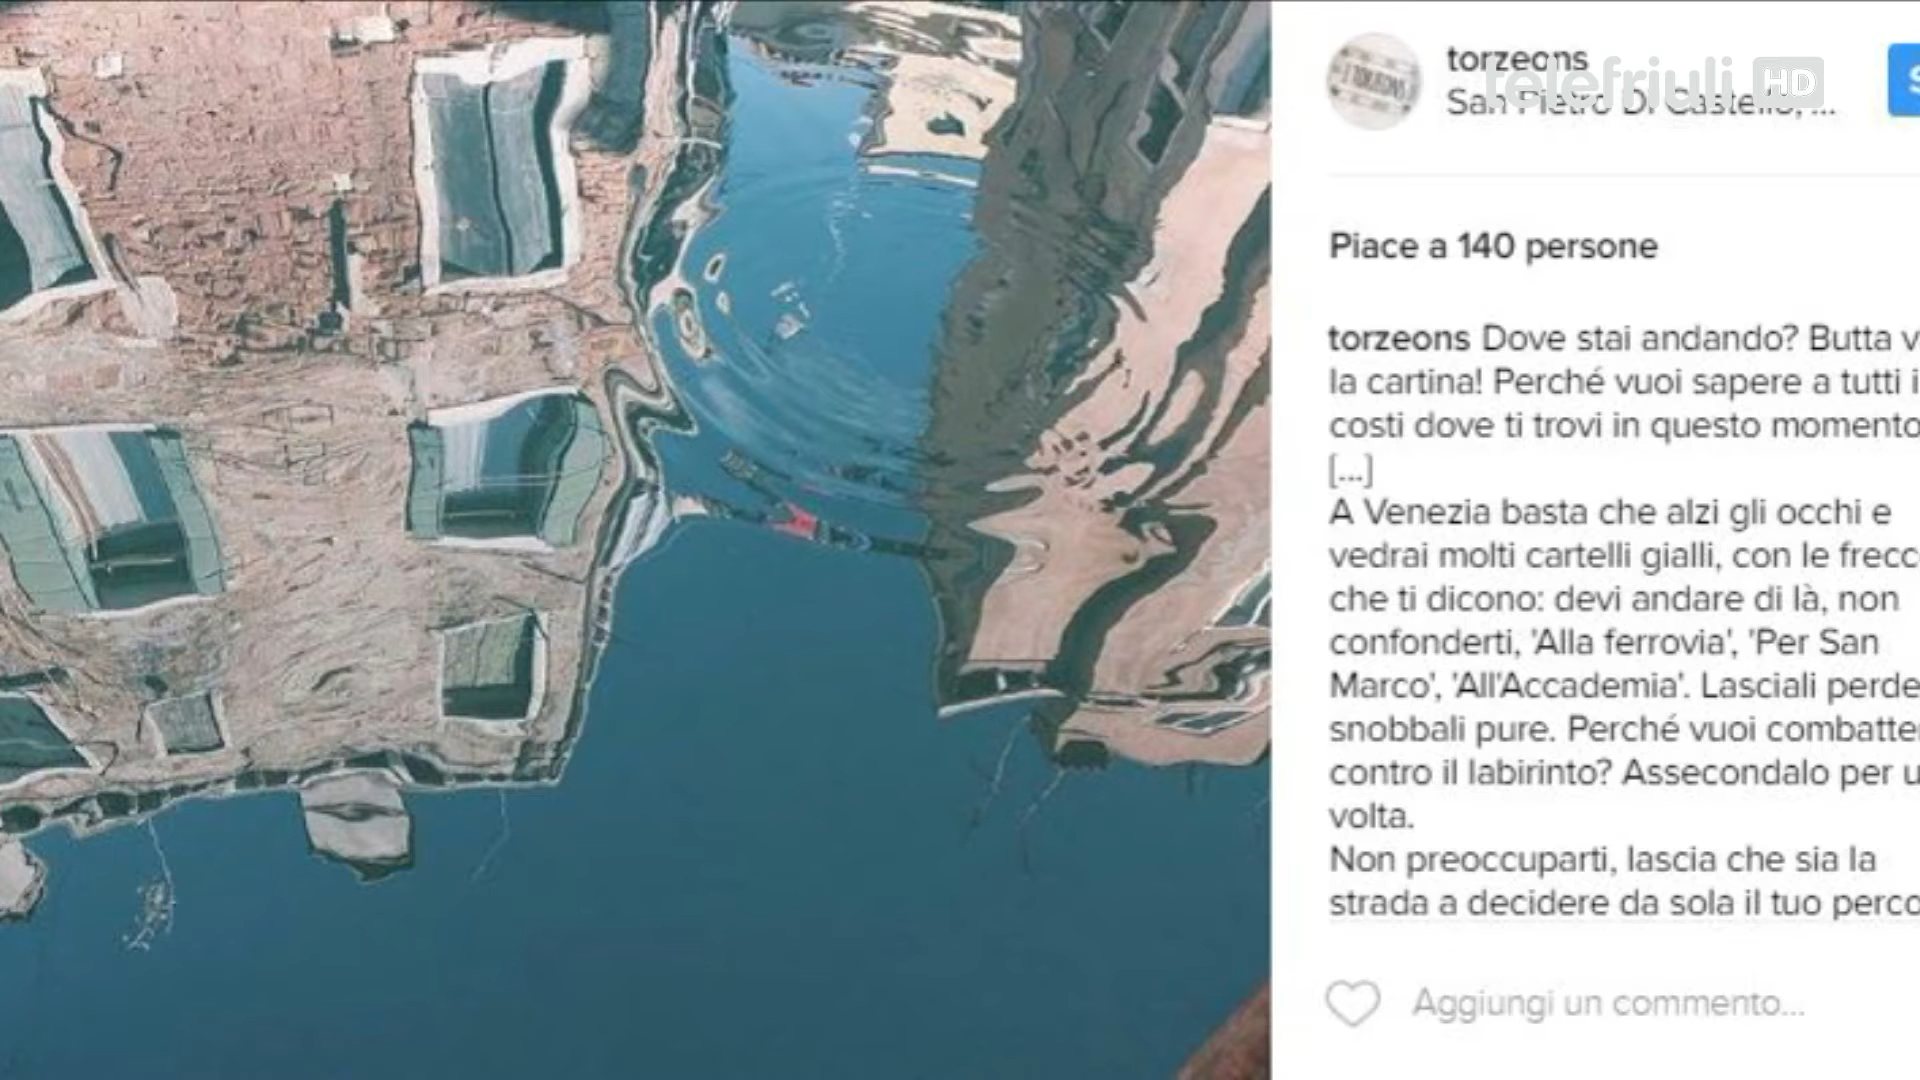 torzeons
telefriuli HD
San Pietro Di Castello, ...
S
Piace a 140 persone
torzeons Dove stai andando? Butta v
la cartina! Perché vuoi sapere a tutti i
costi dove ti trovi in questo momento
[...]
A Venezia basta che alzi gli occhi e
vedrai molti cartelli gialli, con le frecc
che ti dicono: devi andare di là, non
confonderti, 'Alla ferrovia', 'Per San
Marco', 'All'Accademia'. Lasciali perde
snobbali pure. Perché vuoi combatte
contro il labirinto? Assecondalo per u
volta.
Non preoccuparti, lascia che sia la
strada a decidere da sola il tuo perco
Aggiungi un commento...